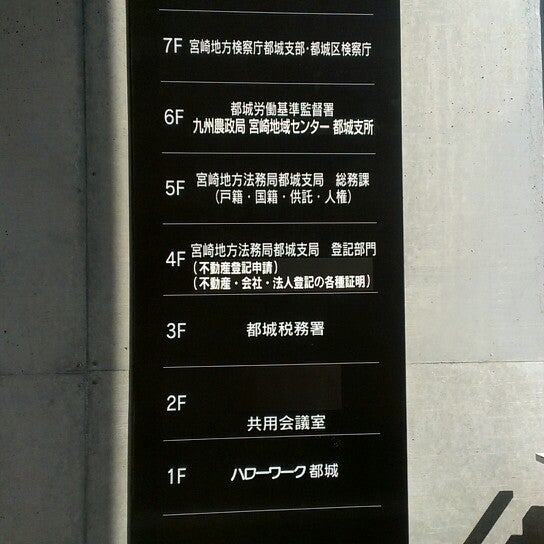 7F 宮崎地方検察庁都城支部・都城区検察庁
6F 都城労働基準監督署
九州農政局 宮崎地域センター 都城支所
5F 宮崎地方法務局都城支局 総務課
(戸籍・国籍・供託・人権)
4F 宮崎地方法務局都城支局 登記部門
(不動産登記申請)
(不動産・会社・法人登記の各種証明)
3F 都城税務署
2F
共用会議室
1F ハローワーク都城